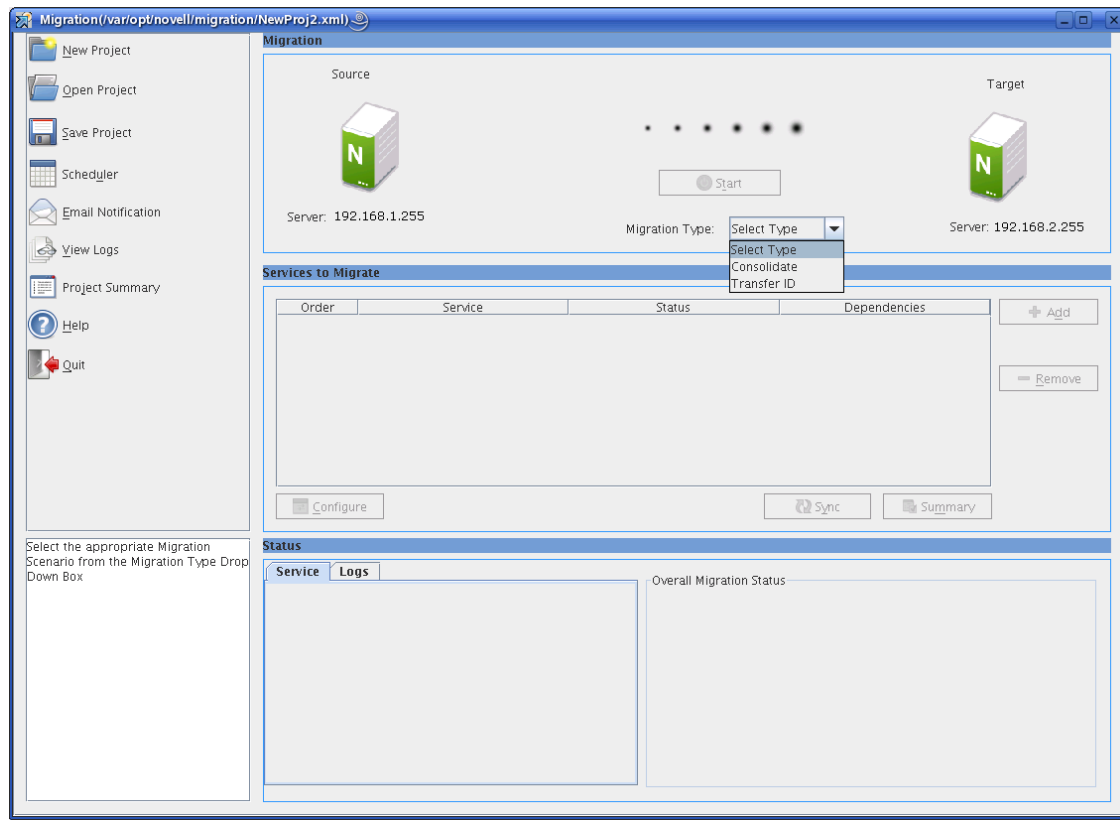 Migration(/var/opt/novell/migration/NewProj2.xml)
New Project
Open Project
Save Project
Scheduler
Email Notification
View Logs
Project Summary
Help
Quit
Select the appropriate Migration
Scenario from the Migration Type Drop
Down Box
Migration
Source
N
Server: 192.168.1.255
Start
Migration Type: Select Type
Select Type
Consolidate
Transfer ID
Target
N
Server: 192.168.2.255
Services to Migrate
Order Service Status Dependencies
Add
Remove
Configure Sync Summary
Status
Service Logs
Overall Migration Status